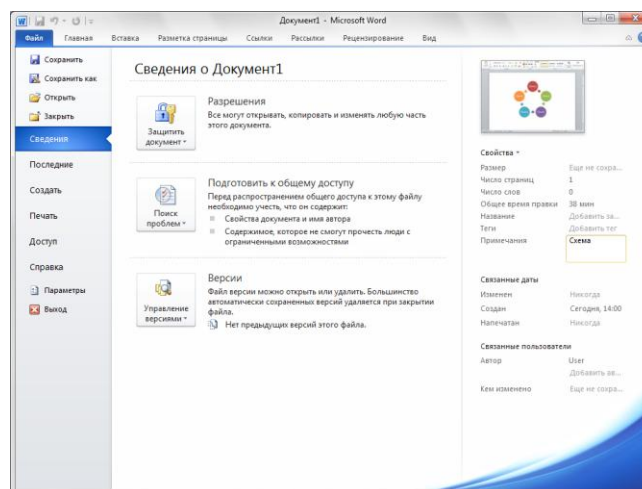 Документ1 - Microsoft Word
Файл Главная Вставка Разметка страницы Ссылки Рассылки Рецензирование Вид
Сохранить
Сохранить как
Открыть
Закрыть
Сведения
Последние
Создать
Печать
Доступ
Справка
Параметры
Выход
Сведения о Документ1
Защитить
документ
Разрешения
Все могут открывать, копировать и изменять любую часть
этого документа.
Поиск
проблем
Подготовить к общему доступу
Перед распространением общего доступа к этому файлу
необходимо учесть, что он содержит:
Свойства документа и имя автора
Содержимое, которое не смогут прочесть люди с
ограниченными возможностями
Управление
версиями
Версии
Файл версии можно открыть или удалить. Большинство
автоматически сохраненных версий удаляется при закрытии
файла.
Нет предыдущих версий этого файла.
Свойства
Размер Еще не сохра...
Число страниц 1
Число слов 0
Общее время правки 38 мин
Название Добавить за...
Теги Добавить тег
Примечания Схема
Связанные даты
Изменен Никогда
Создан Сегодня, 14:00
Напечатан Никогда
Связанные пользователи
Автор User
Добавить ав...
Кем изменено Еще не сохра...